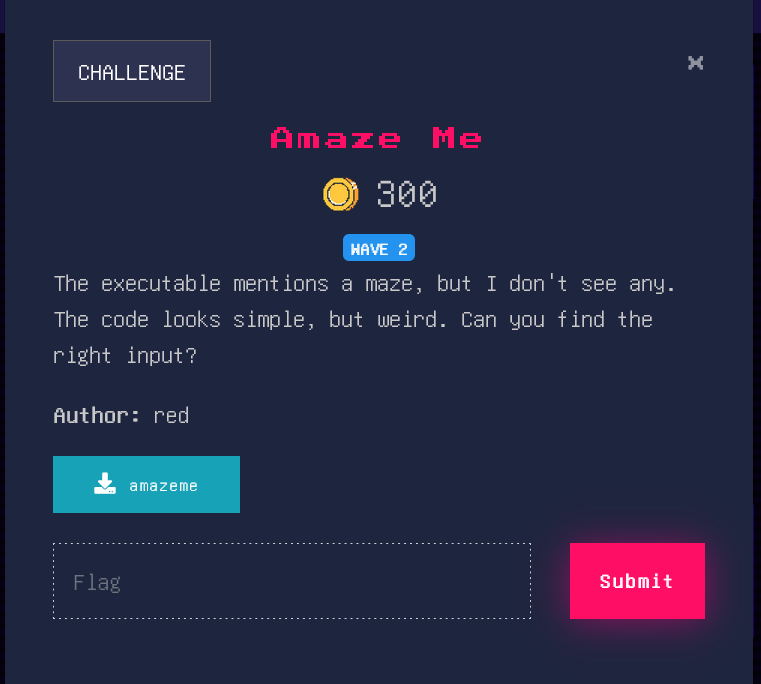 CHALLENGE
×
Amaze Me
300
WAVE 2
The executable mentions a maze, but I don't see any.
The code looks simple, but weird. Can you find the
right input?
Author: red
amazeme
Flag
Submit